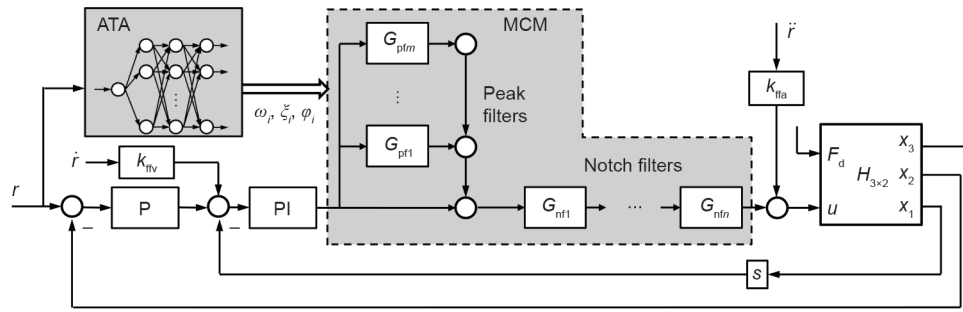 ATA
MCM
G_pfm
r̈
k_ffa
ω_i, ξ_i, φ_i
⋮
Peak
filters
ṙ
k_ffv
G_pf1
Notch filters
F_d
x_3
H_3×2
x_2
r
P
PI
G_nf1
...
G_nfn
u
x_1
−
−
s